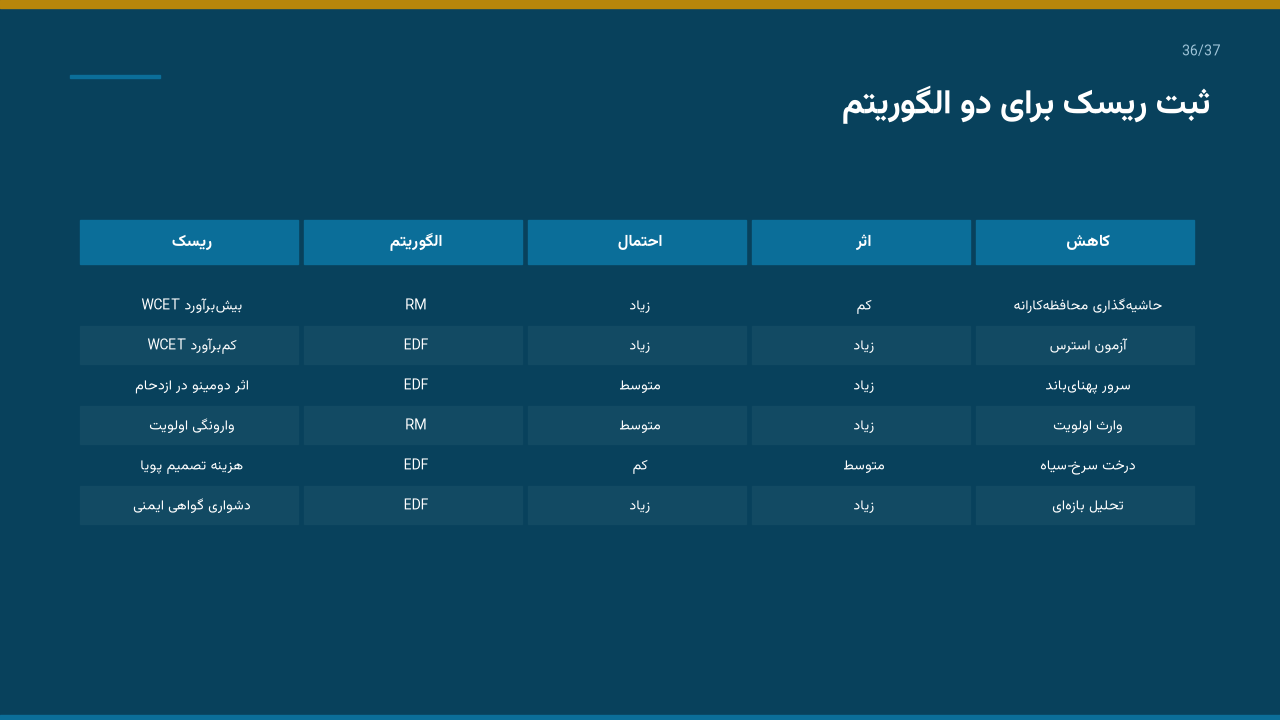 36/37
ثبت ریسک برای دو الگوریتم
ریسک الگوریتم احتمال اثر کاهش
بیش‌برآورد WCET RM زیاد کم حاشیه‌گذاری محافظه‌کارانه
کم‌برآورد WCET EDF زیاد زیاد آزمون استرس
اثر دومینو در ازدحام EDF متوسط زیاد سرور پهنای‌باند
وارونگی اولویت RM متوسط زیاد وارث اولویت
هزینه تصمیم پویا EDF کم متوسط درخت سرخ-سیاه
دشواری گواهی ایمنی EDF زیاد زیاد تحلیل بازه‌ای